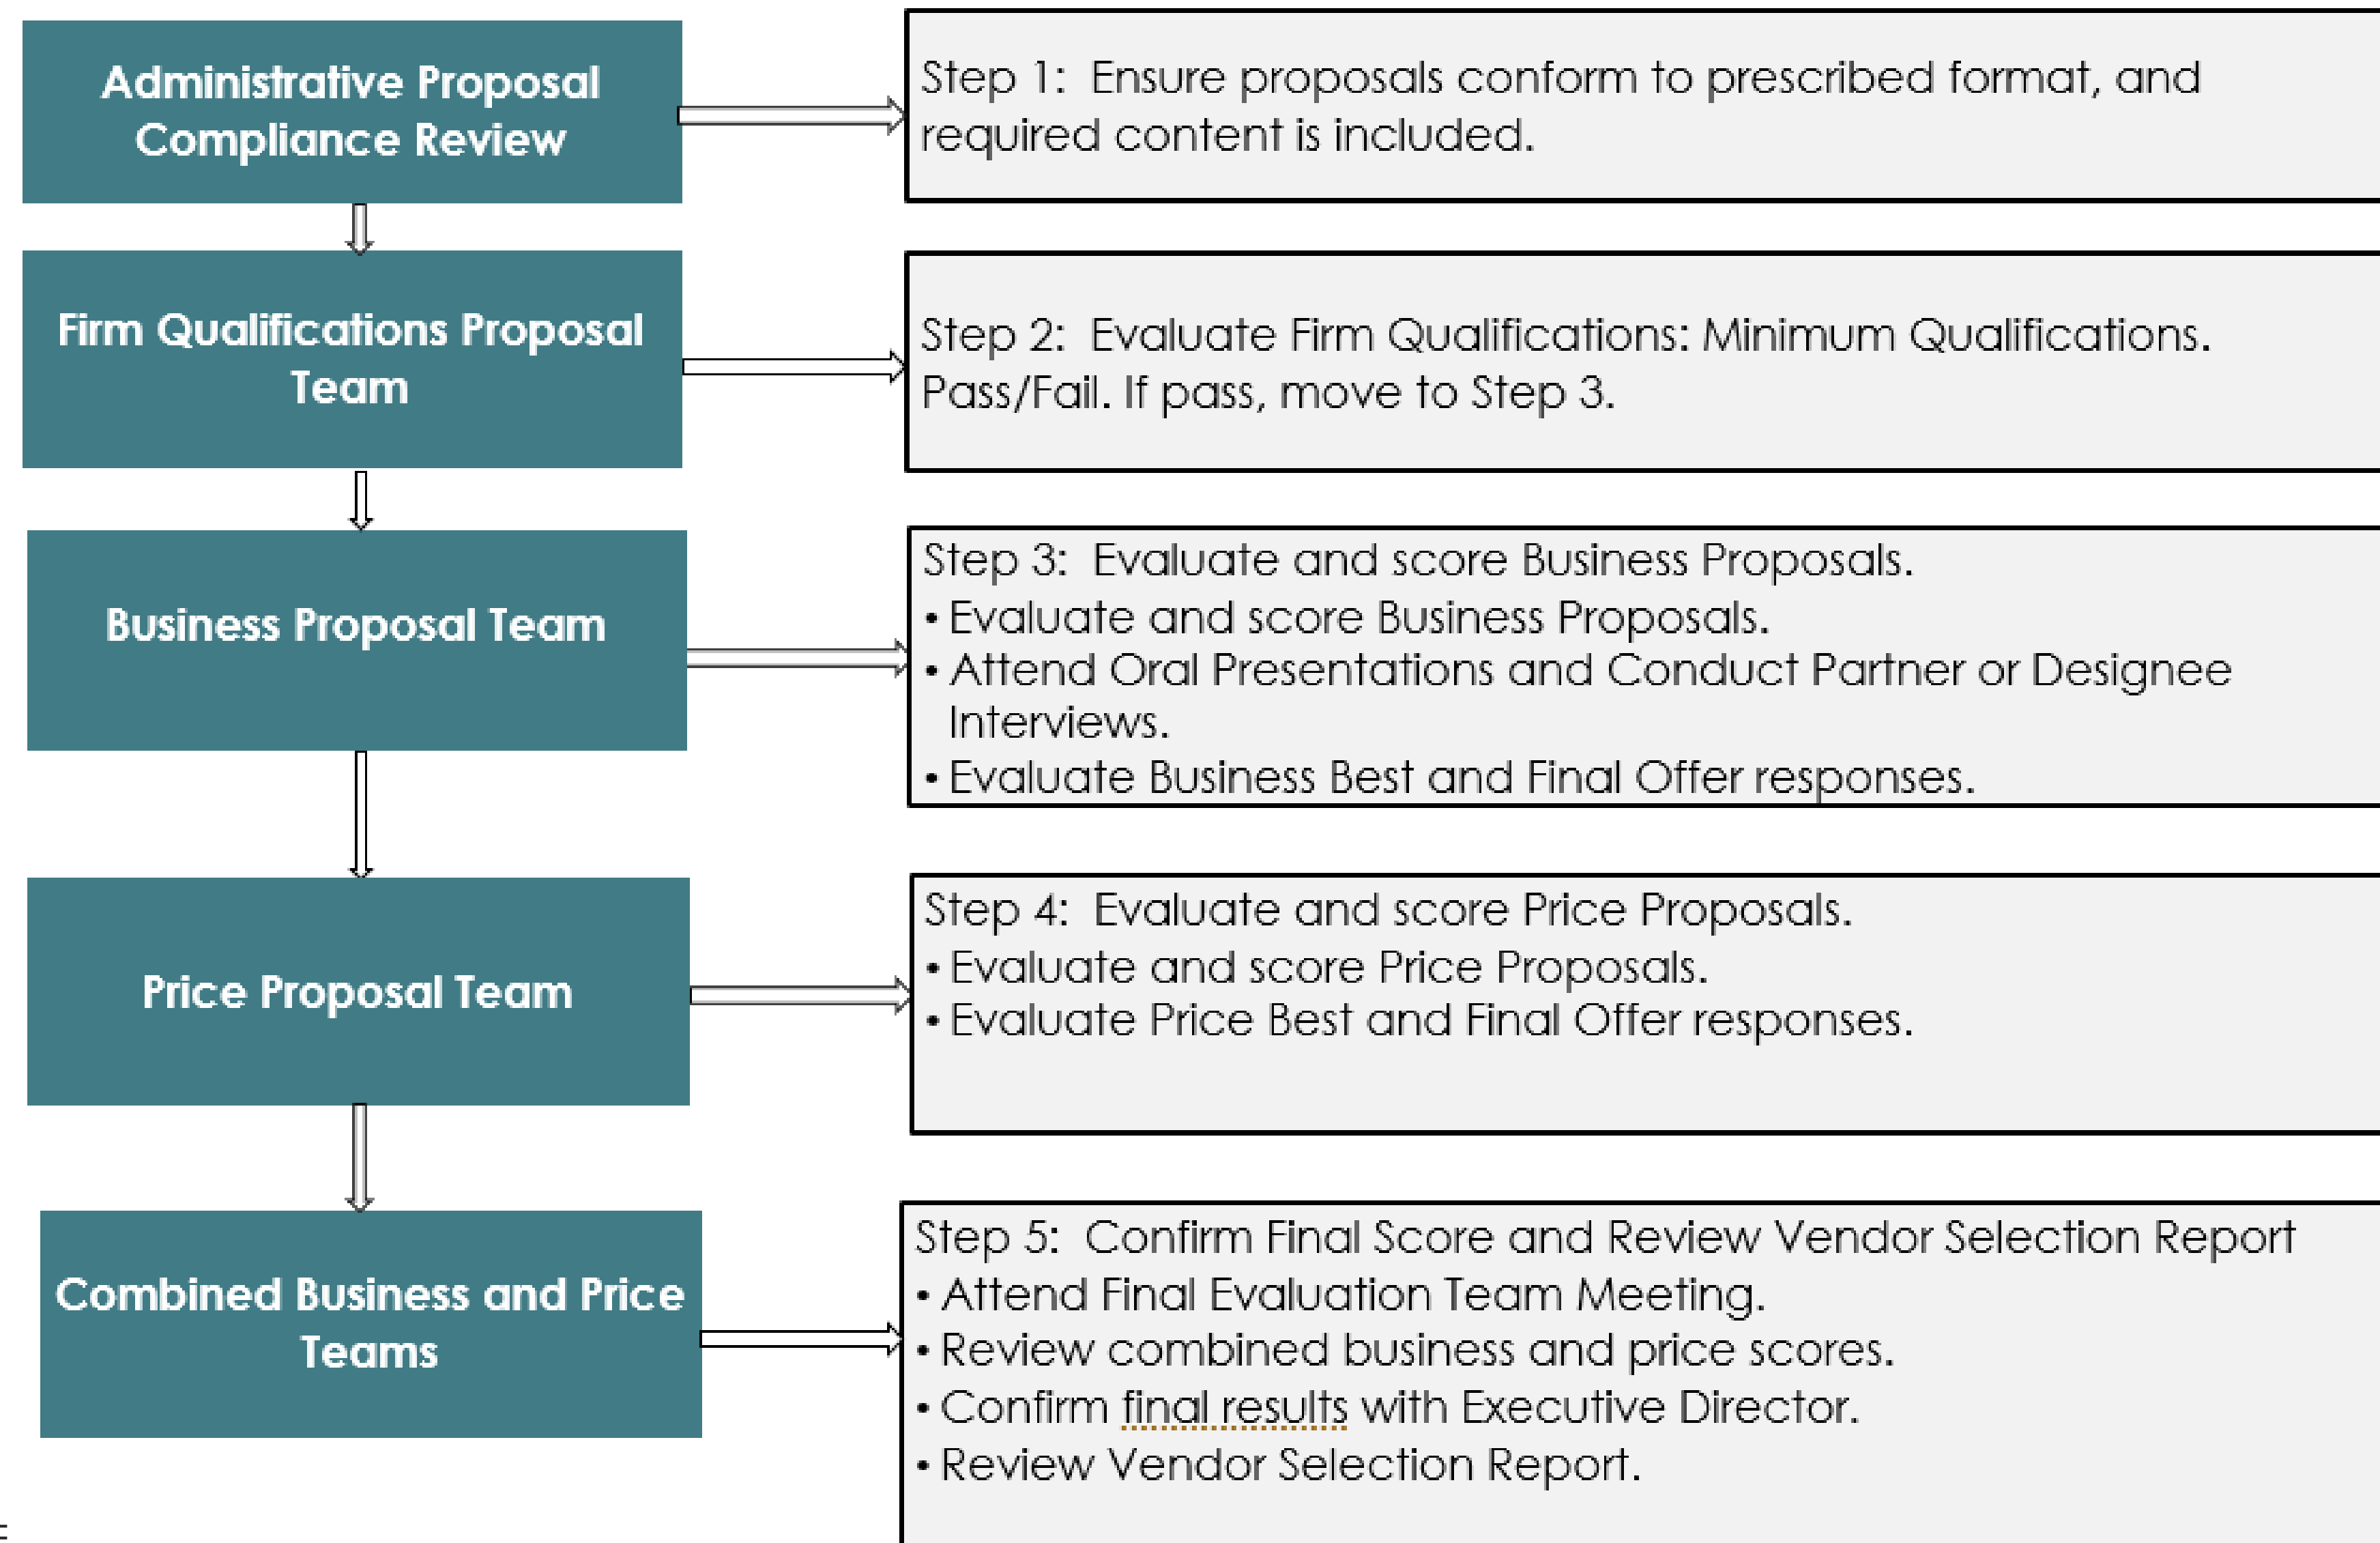 Administrative Proposal
Compliance Review
Step 1:  Ensure proposals conform to prescribed format, and
required content is included.
Firm Qualifications Proposal
Team
Step 2:  Evaluate Firm Qualifications: Minimum Qualifications.
Pass/Fail. If pass, move to Step 3.
Business Proposal Team
Step 3:  Evaluate and score Business Proposals.
• Evaluate and score Business Proposals.
• Attend Oral Presentations and Conduct Partner or Designee
Interviews.
• Evaluate Business Best and Final Offer responses.
Price Proposal Team
Step 4:  Evaluate and score Price Proposals.
• Evaluate and score Price Proposals.
• Evaluate Price Best and Final Offer responses.
Combined Business and Price
Teams
Step 5:  Confirm Final Score and Review Vendor Selection Report
• Attend Final Evaluation Team Meeting.
• Review combined business and price scores.
• Confirm final results with Executive Director.
• Review Vendor Selection Report.